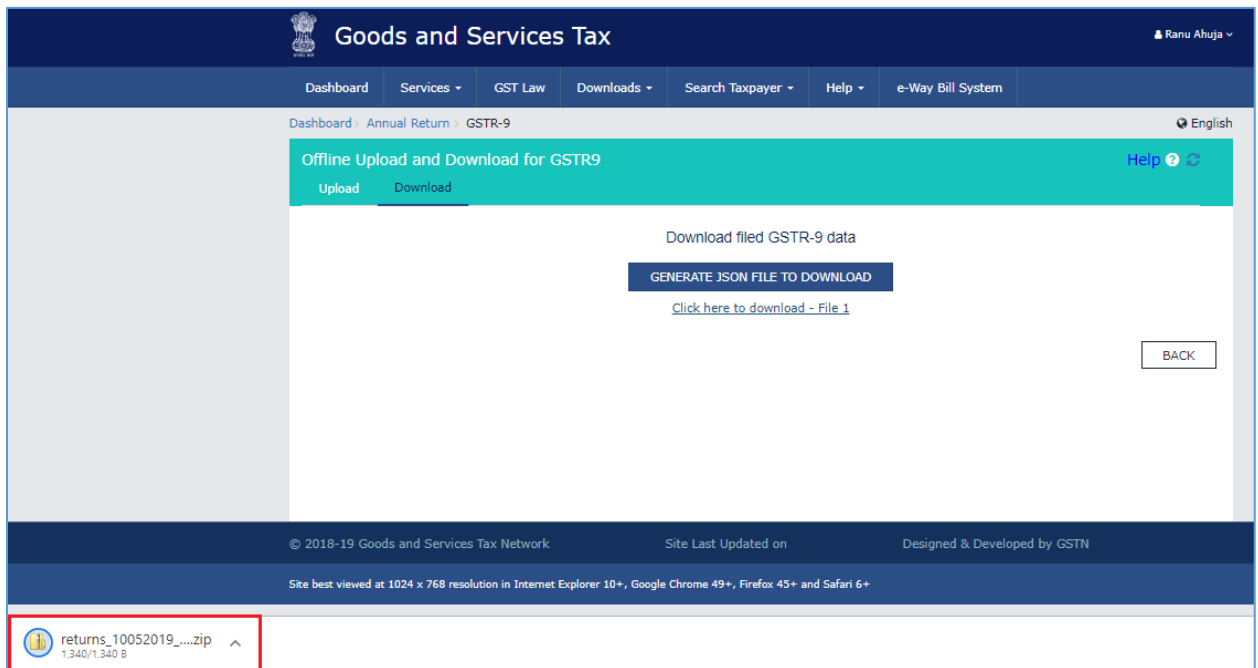 Goods and Services Tax
Ranu Ahuja
Dashboard Services GST Law Downloads Search Taxpayer Help e-Way Bill System
Dashboard > Annual Return > GSTR-9 English
Offline Upload and Download for GSTR9 Help
Upload Download
Download filed GSTR-9 data
GENERATE JSON FILE TO DOWNLOAD
Click here to download - File 1
BACK
© 2018-19 Goods and Services Tax Network Site Last Updated on Designed & Developed by GSTN
Site best viewed at 1024 x 768 resolution in Internet Explorer 10+, Google Chrome 49+, Firefox 45+ and Safari 6+
returns_10052019_....zip
1,340/1,340 B